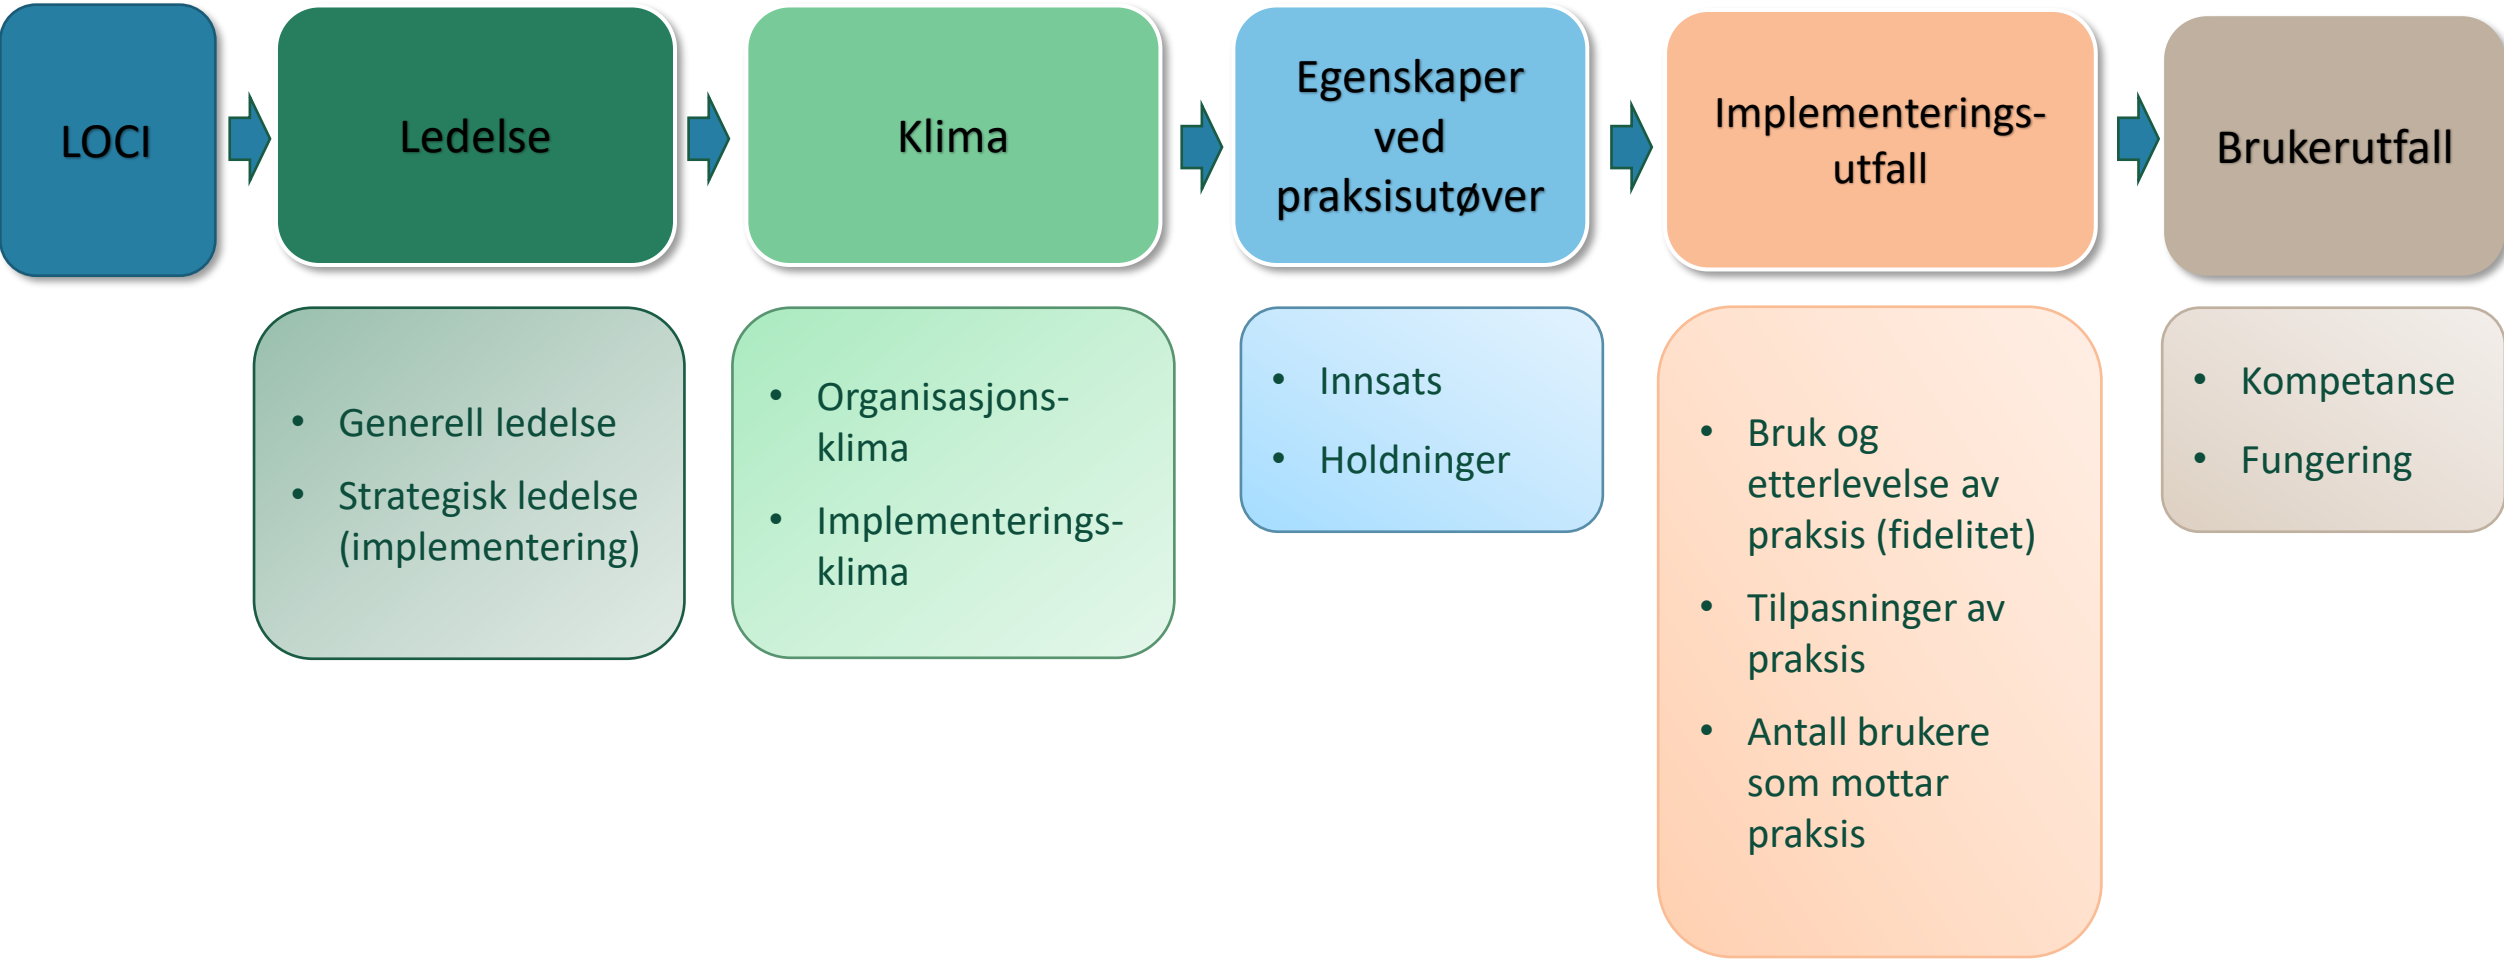 LOCI
Ledelse
Klima
Egenskaper
ved
praksisutøver
Implementerings-
utfall
Brukerutfall
• Generell ledelse
• Strategisk ledelse
(implementering)
• Organisasjons-
klima
• Implementerings-
klima
• Innsats
• Holdninger
• Bruk og
etterlevelse av
praksis (fidelitet)
• Tilpasninger av
praksis
• Antall brukere
som mottar
praksis
• Kompetanse
• Fungering